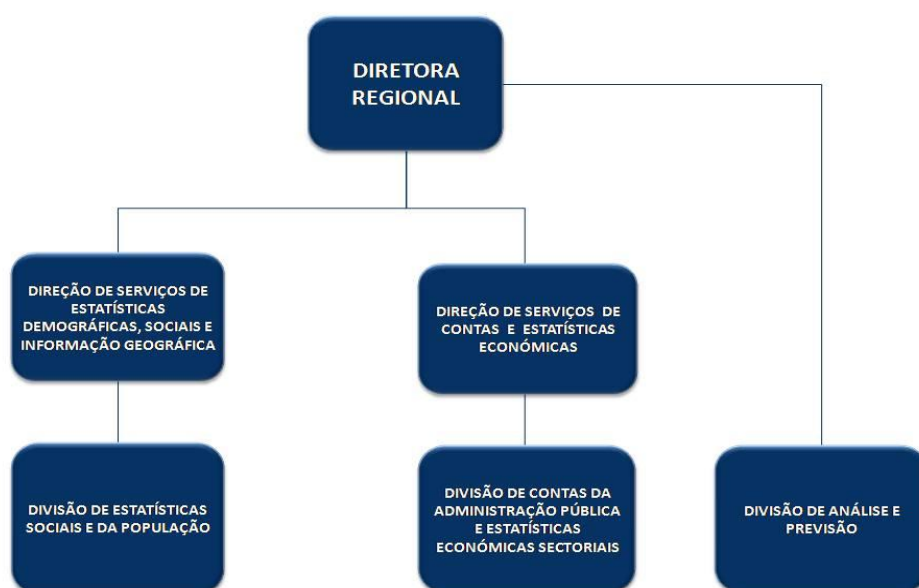 DIRETORA
REGIONAL
DIREÇÃO DE SERVIÇOS DE
ESTATÍSTICAS
DEMOGRÁFICAS, SOCIAIS E
INFORMAÇÃO GEOGRÁFICA
DIREÇÃO DE SERVIÇOS DE
CONTAS E ESTATÍSTICAS
ECONÓMICAS
DIVISÃO DE ESTATÍSTICAS
SOCIAIS E DA POPULAÇÃO
DIVISÃO DE CONTAS DA
ADMINISTRAÇÃO PÚBLICA
E ESTATÍSTICAS
ECONÓMICAS SECTORIAIS
DIVISÃO DE ANÁLISE E
PREVISÃO